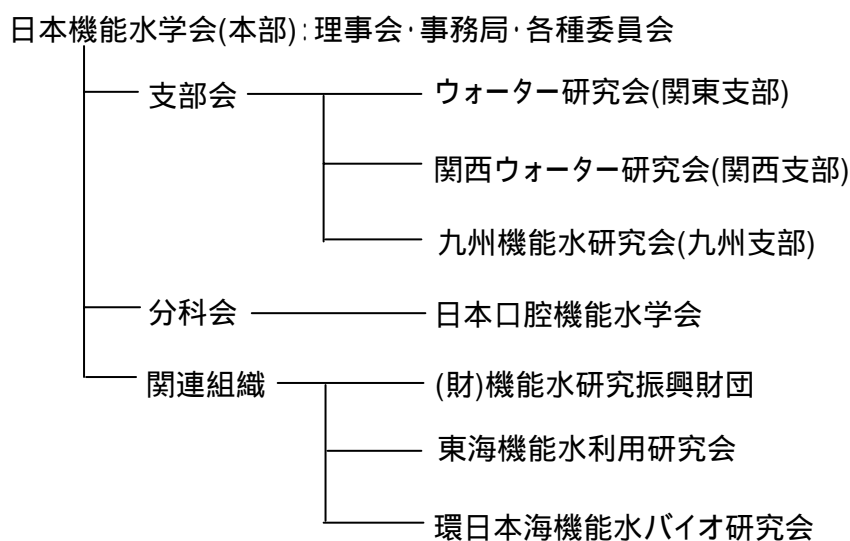 日本機能水学会(本部):理事会·事務局·各種委員会
支部会
ウォーター研究会(関東支部)
関西ウォーター研究会(関西支部)
九州機能水研究会(九州支部)
分科会
日本口腔機能水学会
関連組織
(財)機能水研究振興財団
東海機能水利用研究会
環日本海機能水バイオ研究会